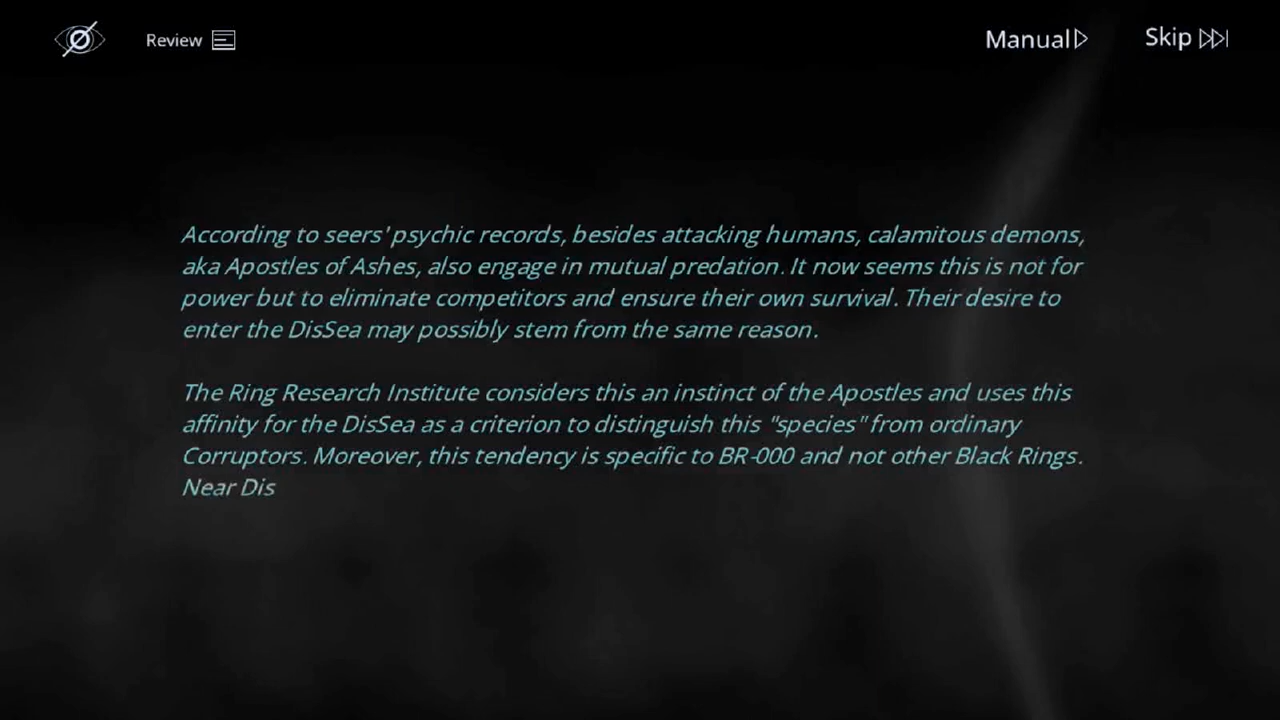 Review
Manual
Skip
According to seers' psychic records, besides attacking humans, calamitous demons,
aka Apostles of Ashes, also engage in mutual predation. It now seems this is not for
power but to eliminate competitors and ensure their own survival. Their desire to
enter the DisSea may possibly stem from the same reason.
The Ring Research Institute considers this an instinct of the Apostles and uses this
affinity for the DisSea as a criterion to distinguish this "species" from ordinary
Corruptors. Moreover, this tendency is specific to BR-000 and not other Black Rings.
Near Dis